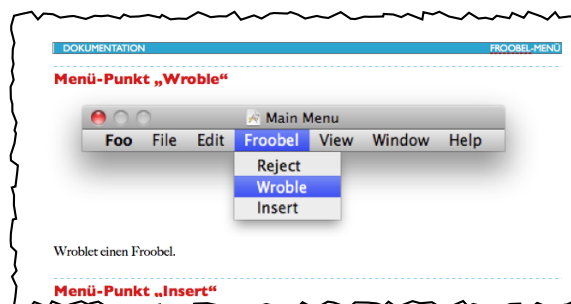 DOKUMENTATION FROOBEL-MENÜ
Menü-Punkt „Wroble“
Main Menu
Foo File Edit Froobel View Window Help
Reject
Wroble
Insert
Wroblet einen Froobel.
Menü-Punkt „Insert“